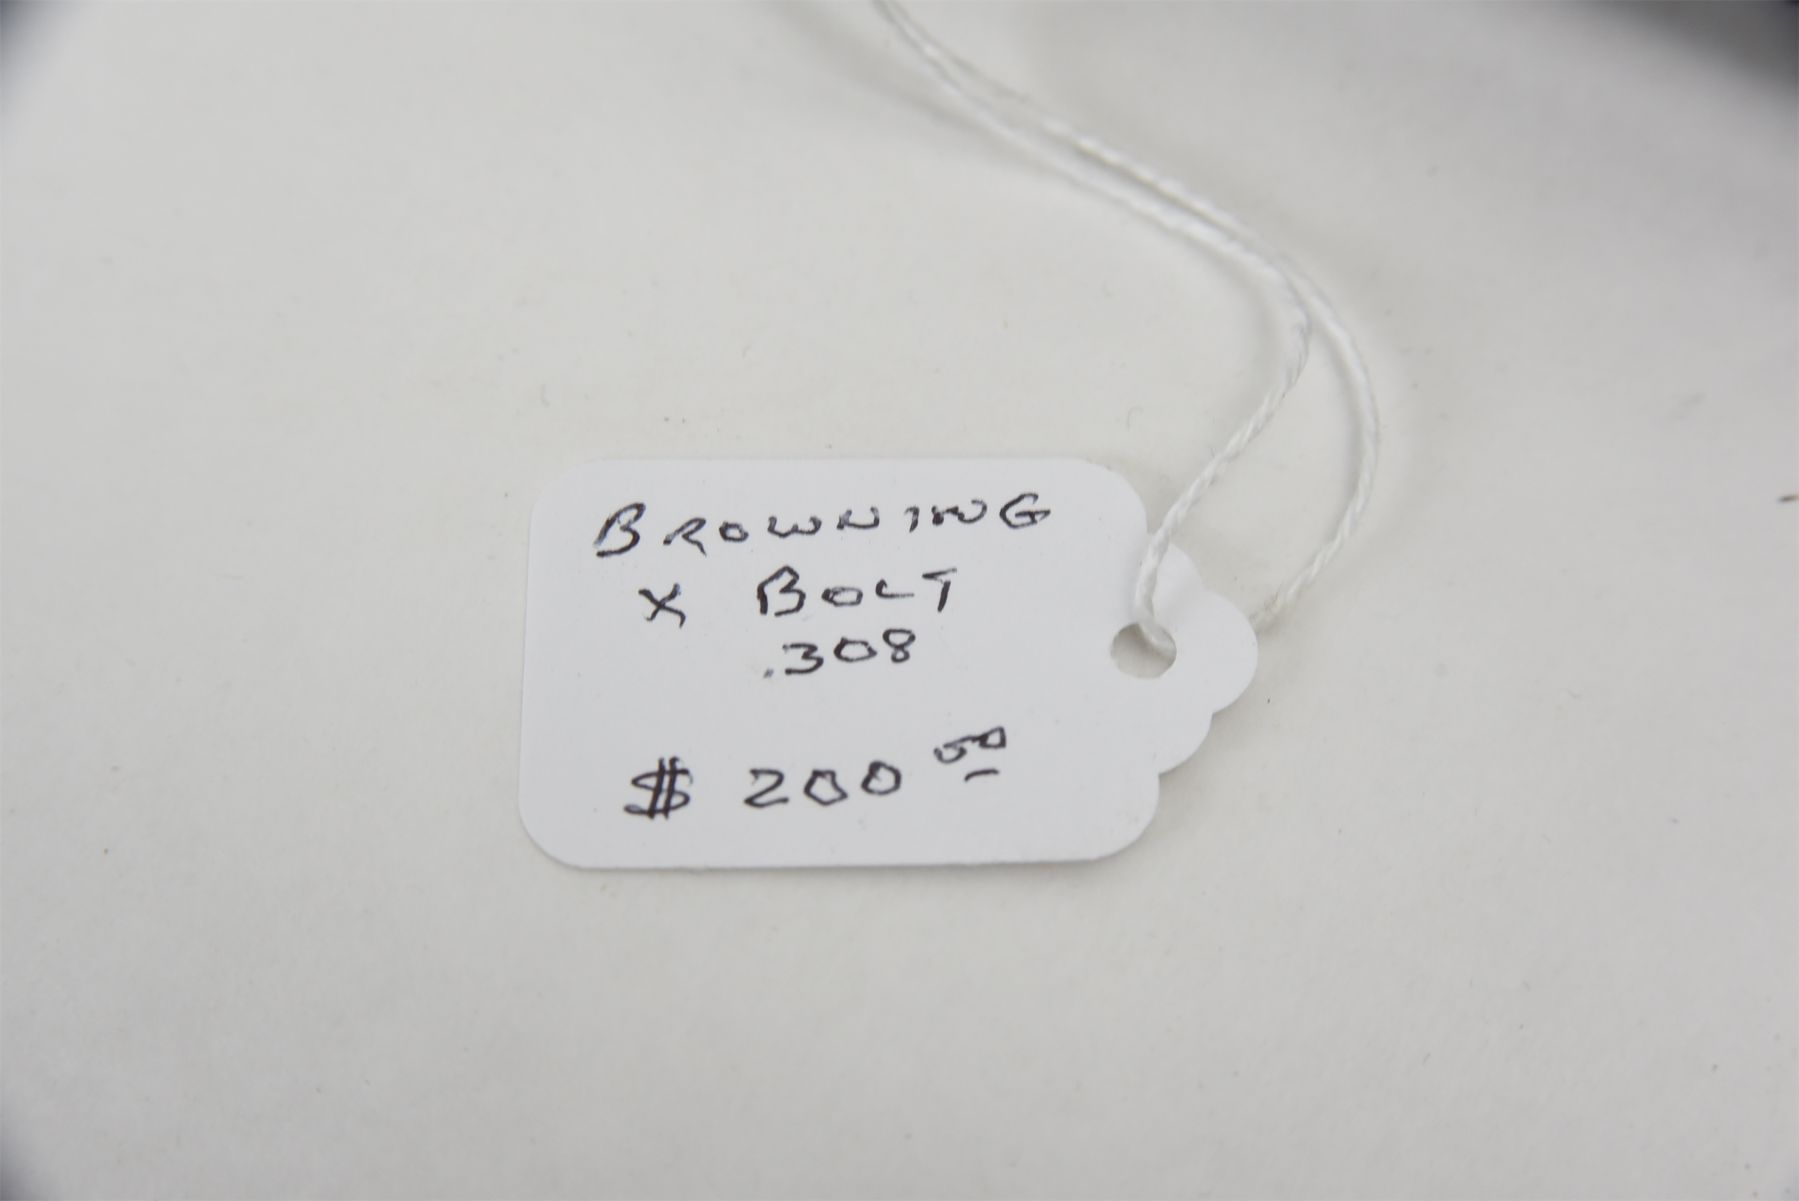 BROWNING
X BOLT
.308
$ 200 00